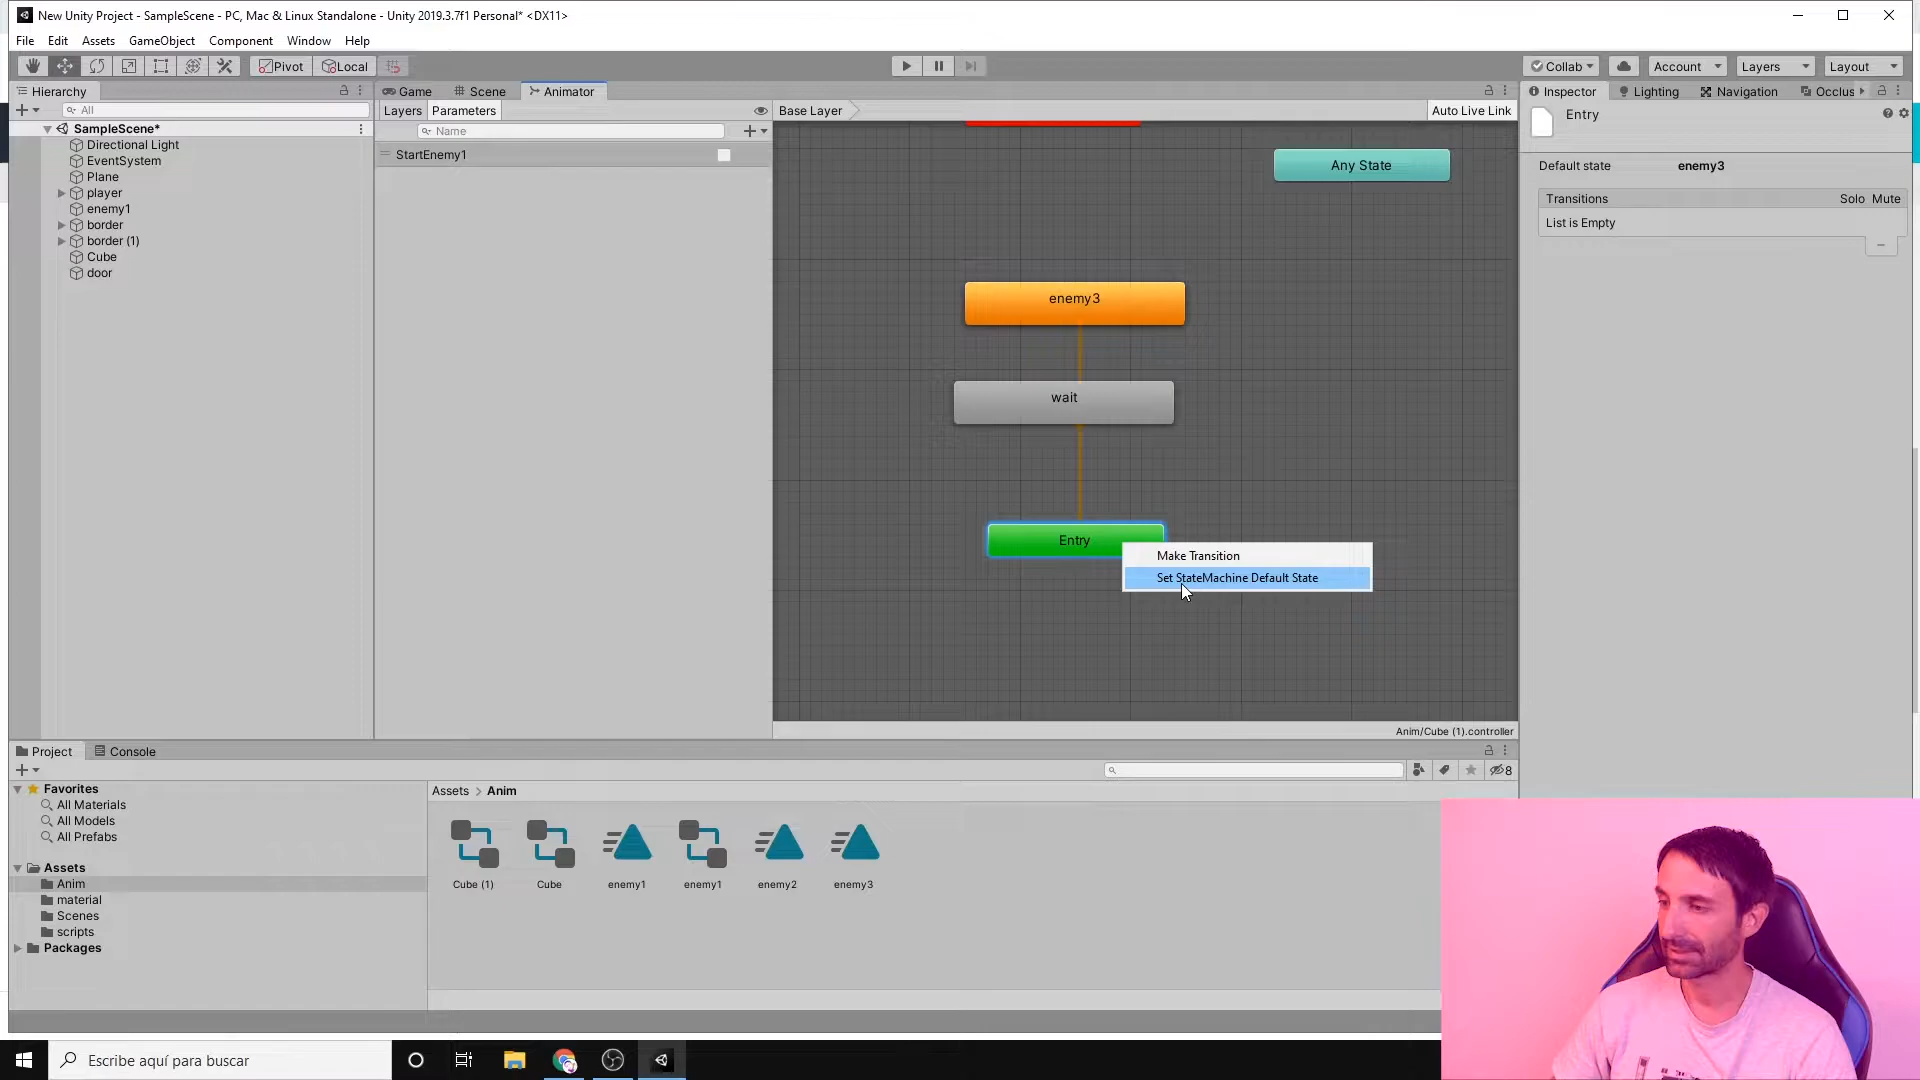 New Unity Project - SampleScene - PC, Mac & Linux Standalone - Unity 2019.3.7f1 Personal* <DX11>
File Edit Assets GameObject Component Window Help
Pivot Local Collab Account Layers Layout
Hierarchy Game Scene Animator Inspector Lighting Navigation Occlus
All Layers Parameters Base Layer Auto Live Link
Entry
SampleScene*
Name
Directional Light
StartEnemy1
EventSystem
Any State
Default state enemy3
Plane
player
Transitions Solo Mute
enemy1
border
List is Empty
border (1)
Cube
door
enemy3
wait
Entry
Make Transition
Set StateMachine Default State
Anim/Cube (1).controller
Project Console
8
Favorites
Assets > Anim
All Materials
All Models
All Prefabs
Assets
Anim
material
Scenes
scripts
Packages
Cube (1) Cube enemy1 enemy1 enemy2 enemy3
Escribe aquí para buscar